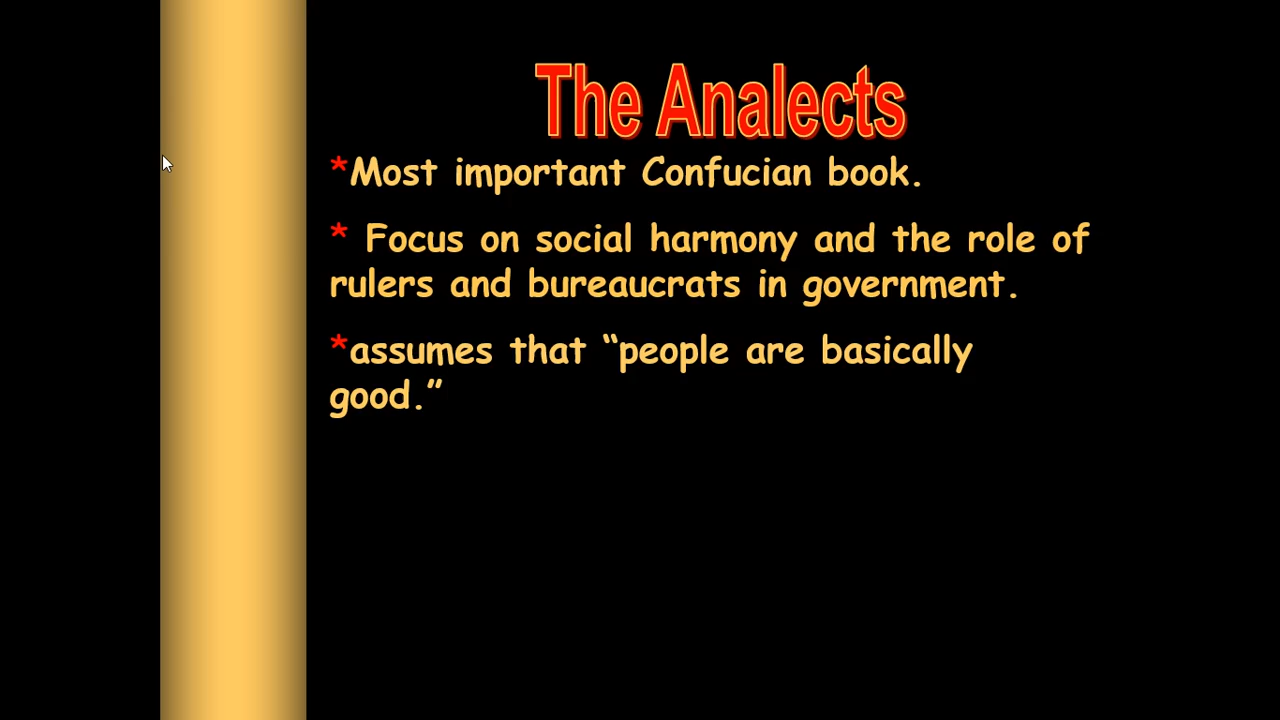 The Analects
*Most important Confucian book.
* Focus on social harmony and the role of
rulers and bureaucrats in government.
*assumes that “people are basically
good.”